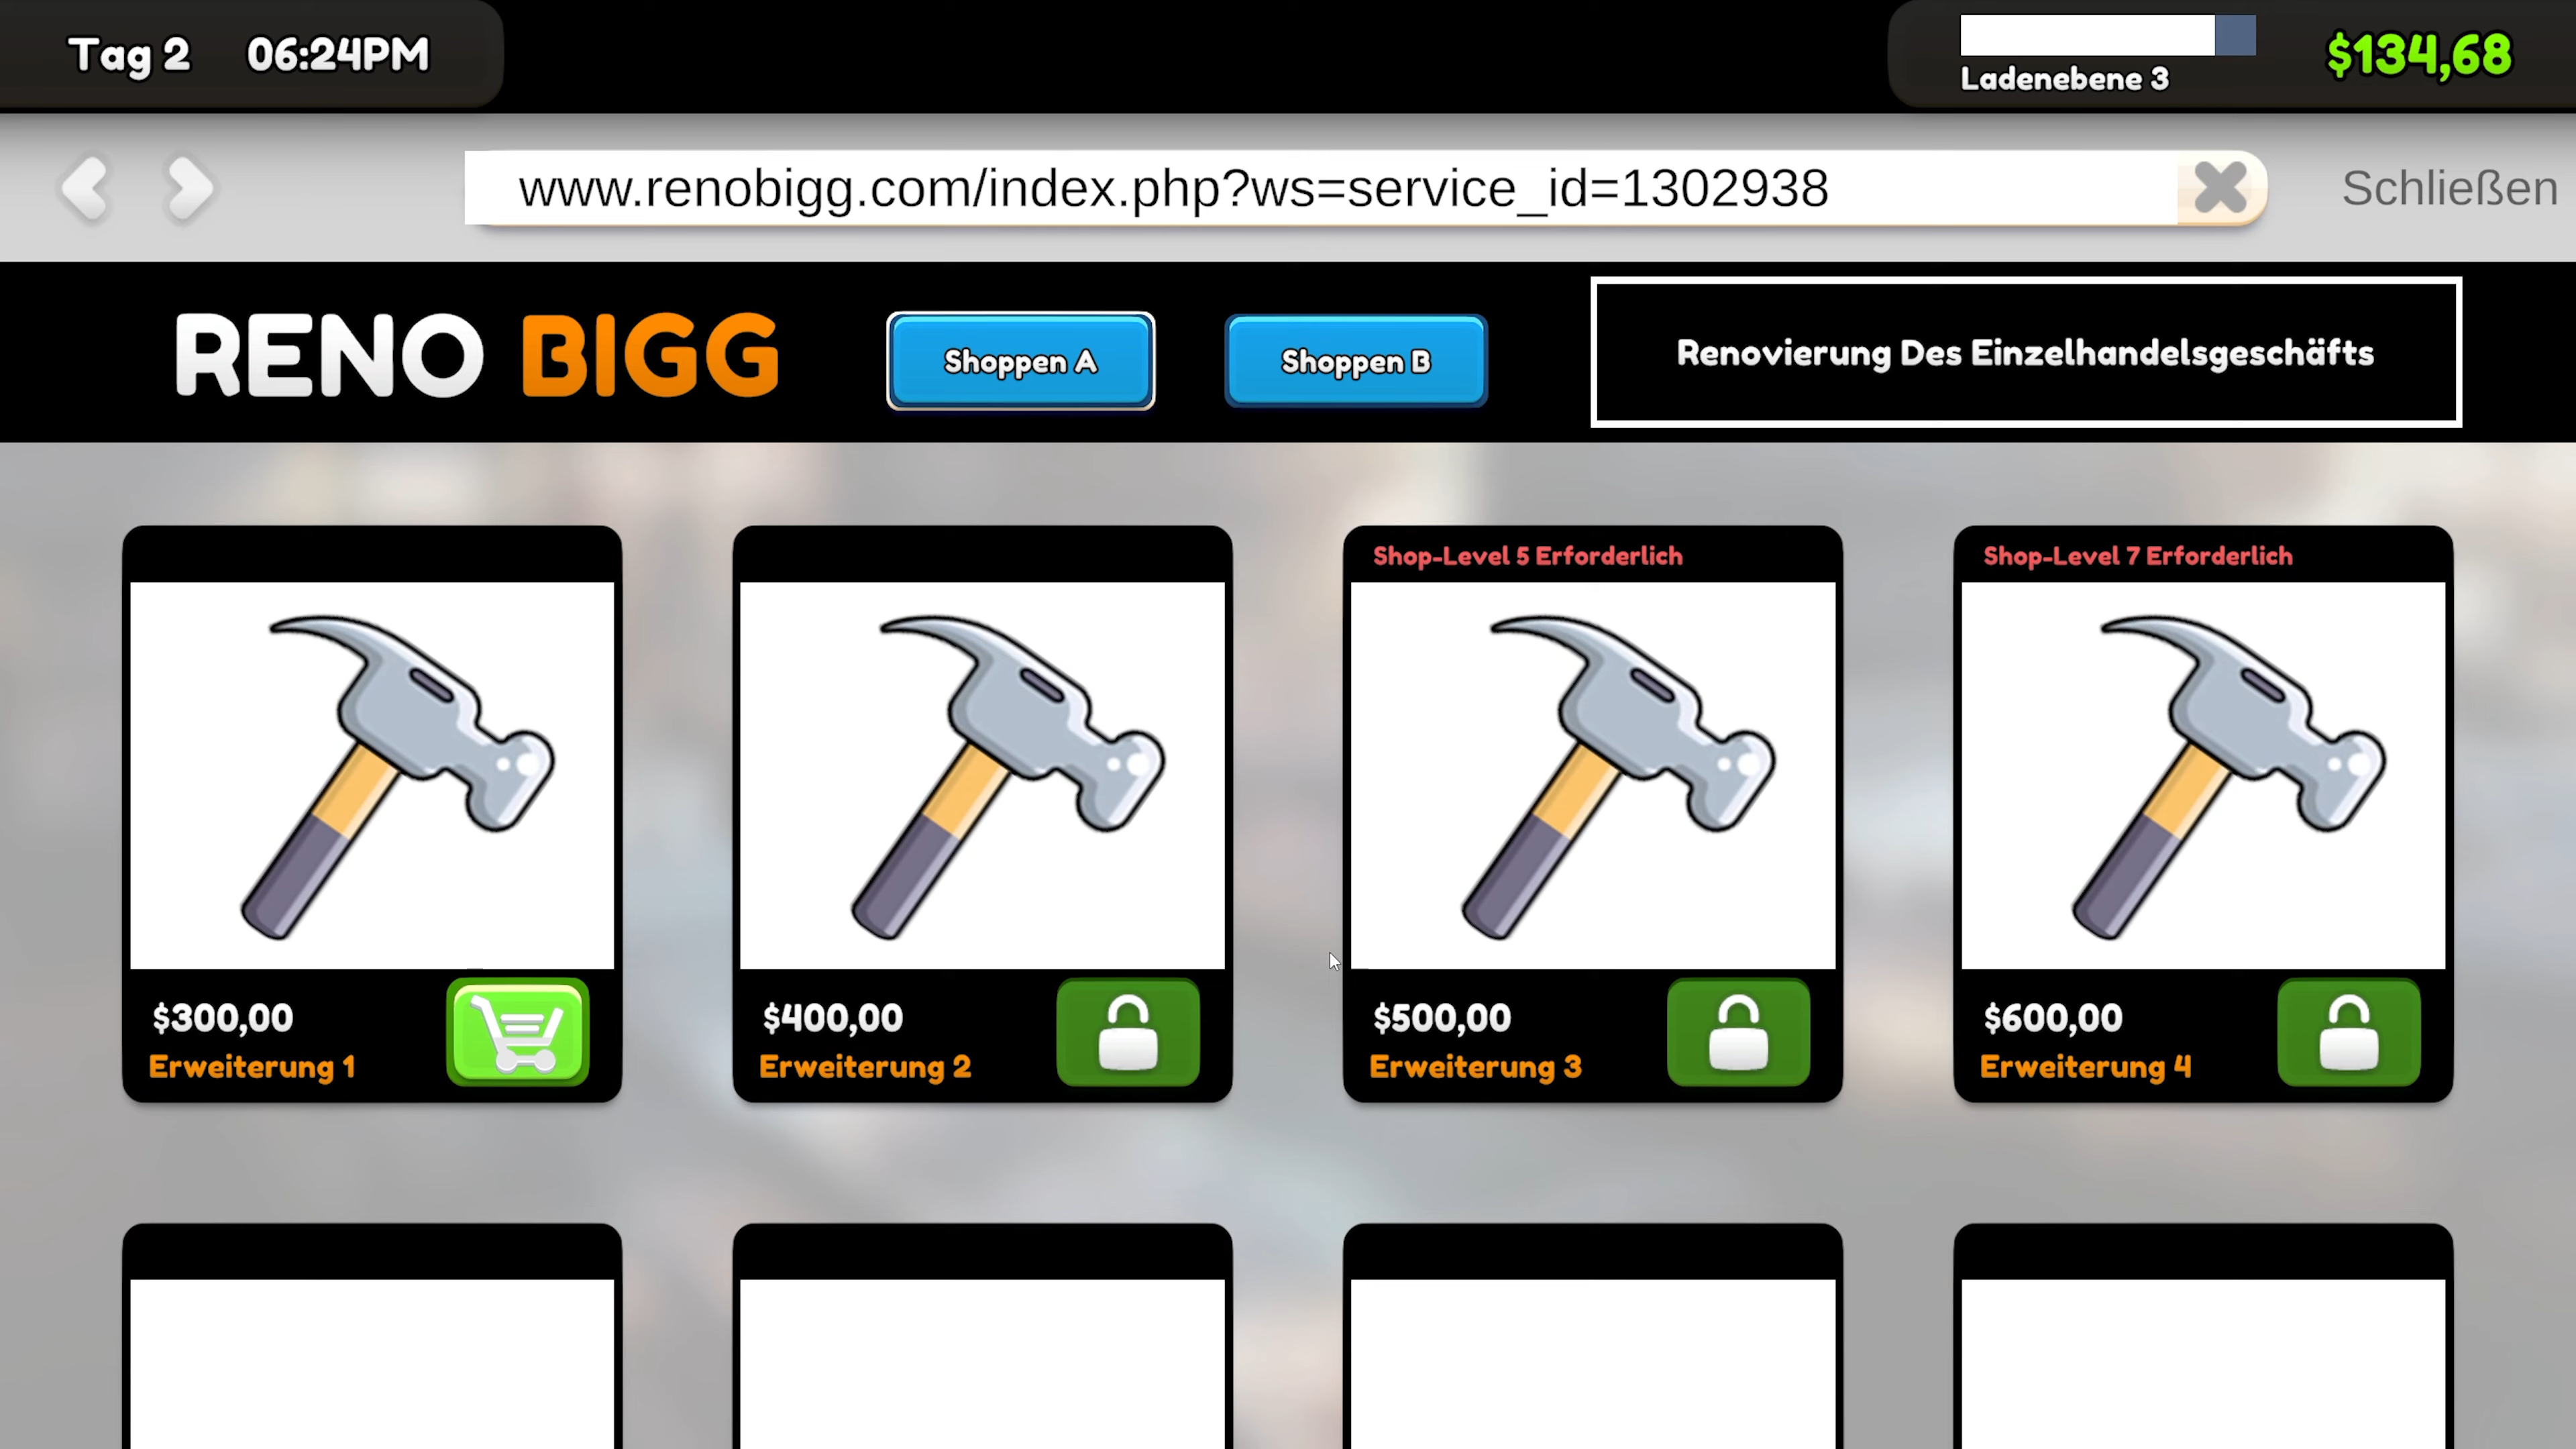 Tag 2 06:24PM
Ladenebene 3
$134,68
www.renobigg.com/index.php?ws=service_id=1302938
Schließen
RENO BIGG
Shoppen A
Shoppen B
Renovierung Des Einzelhandelsgeschäfts
$300,00
Erweiterung 1
$400,00
Erweiterung 2
Shop-Level 5 Erforderlich
$500,00
Erweiterung 3
Shop-Level 7 Erforderlich
$600,00
Erweiterung 4